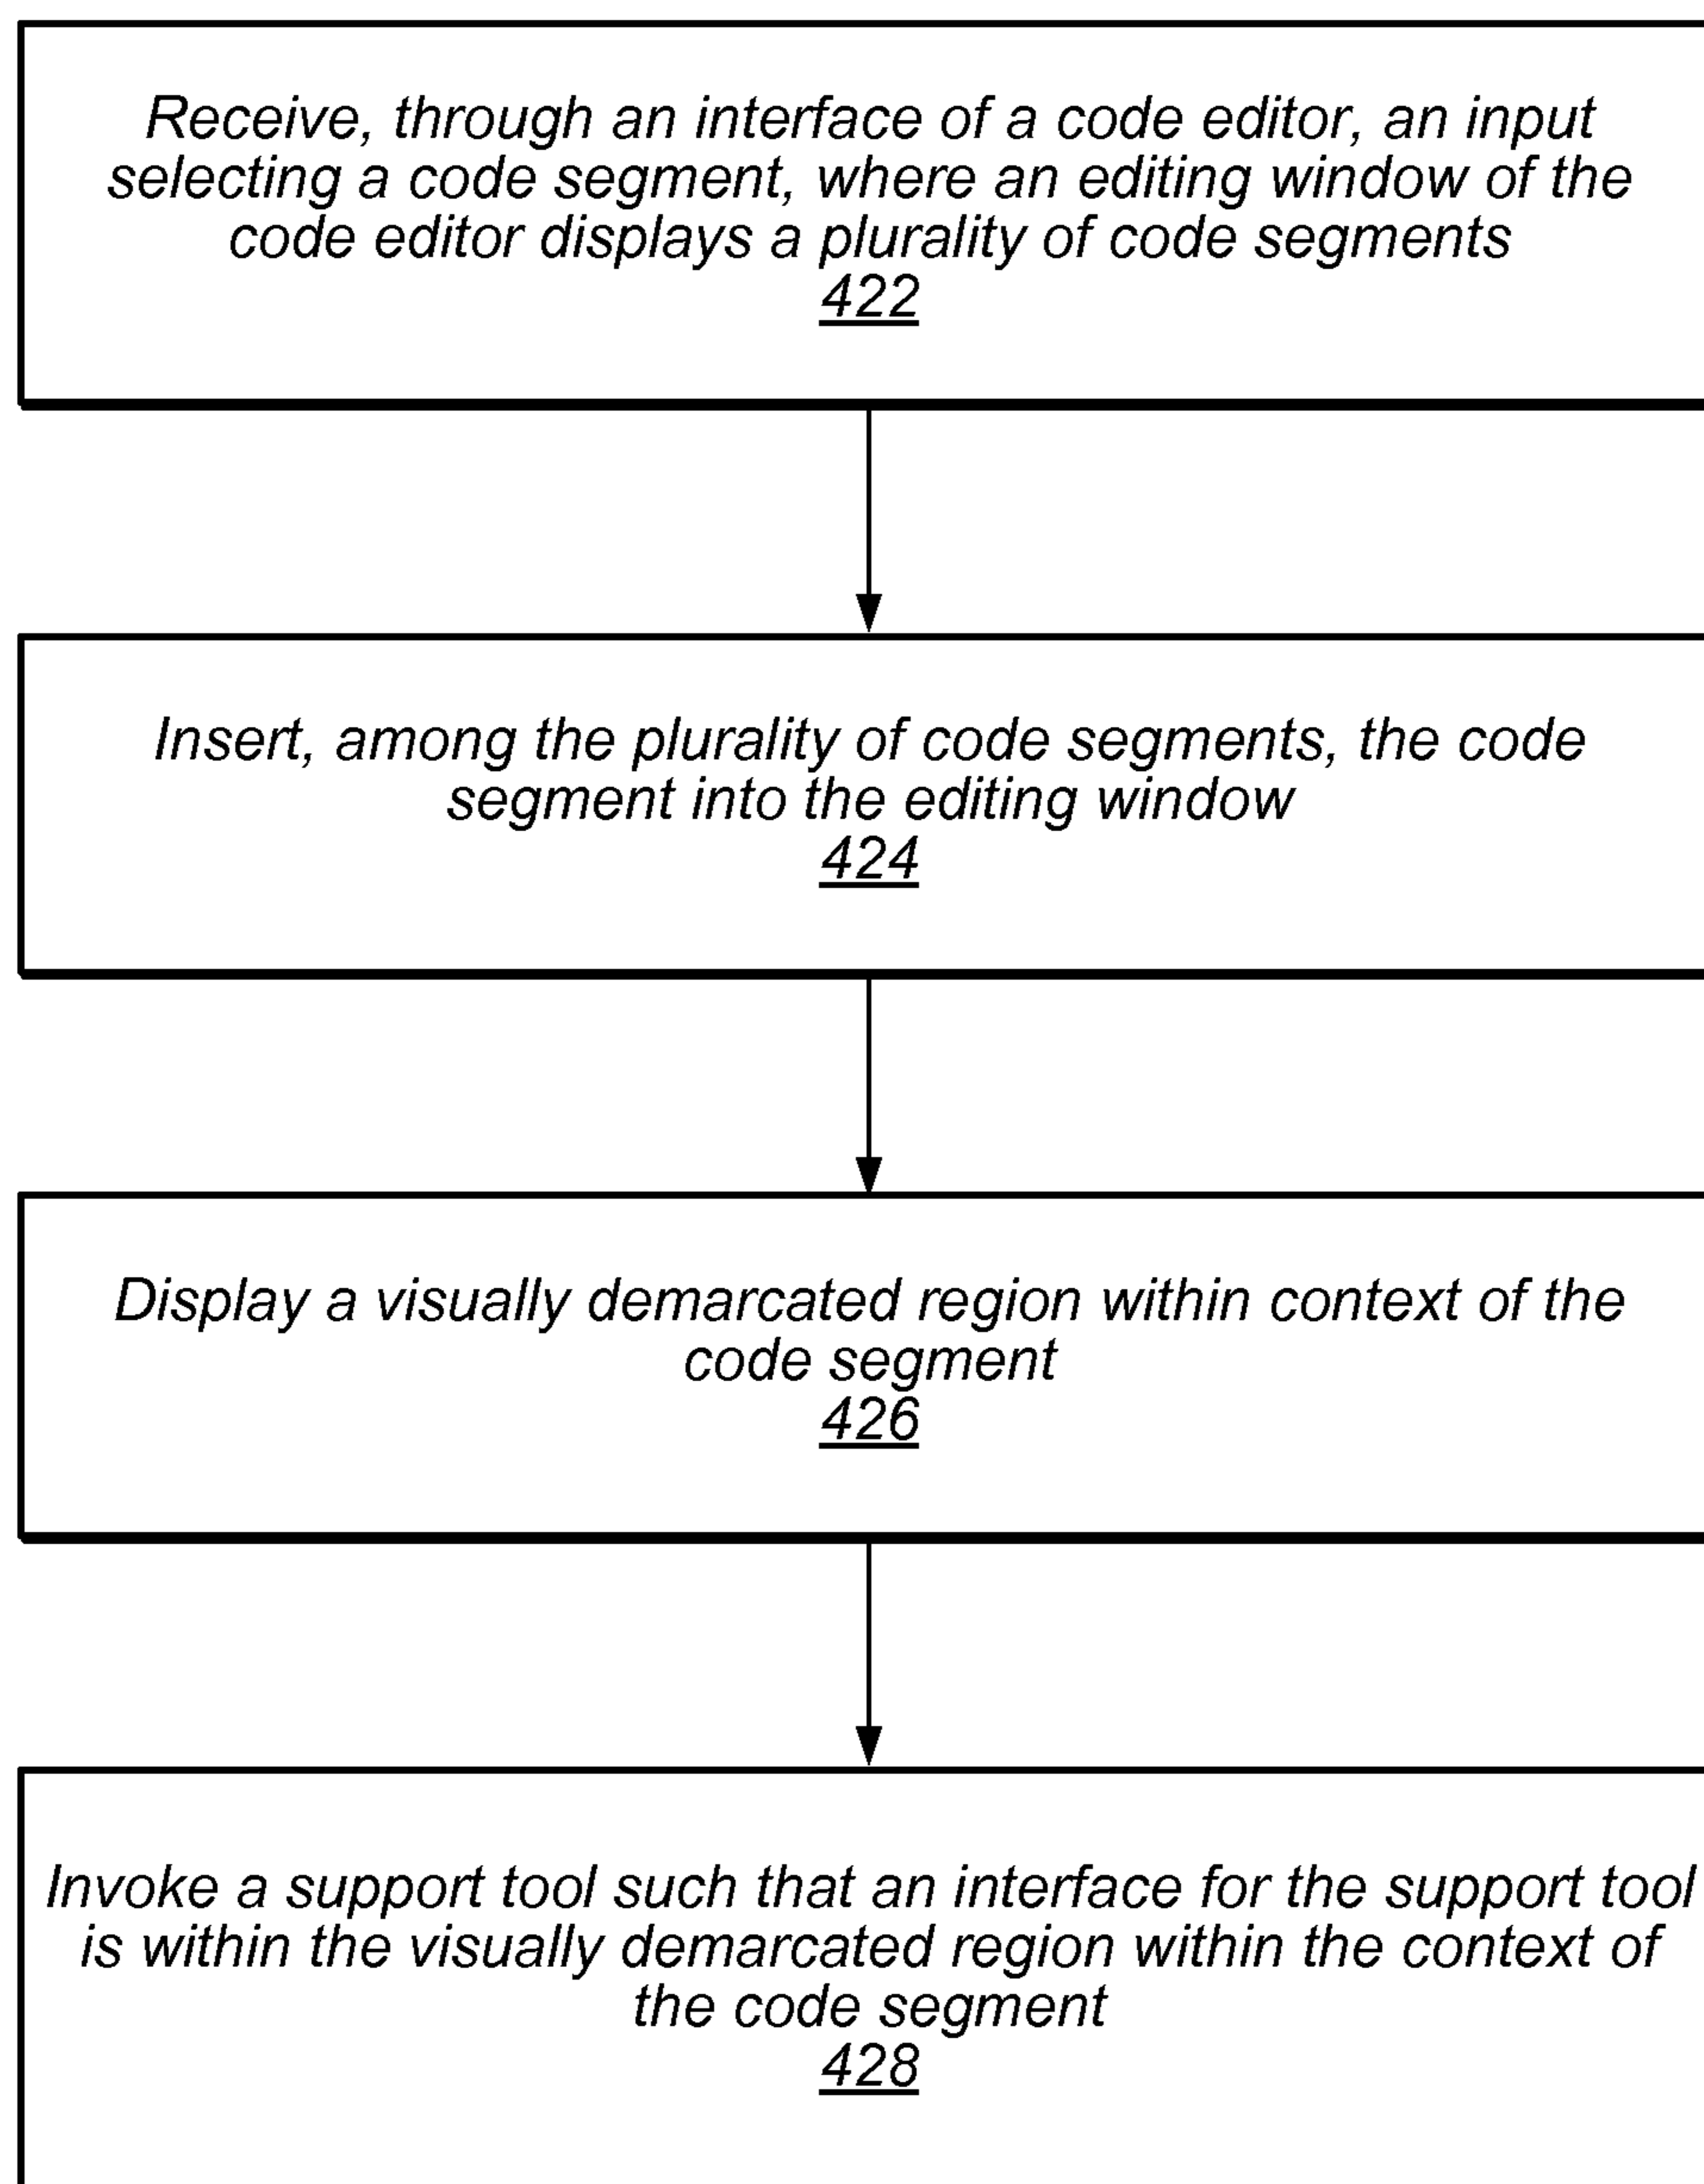 Receive, through an interface of a code editor, an input
selecting a code segment, where an editing window of the
code editor displays a plurality of code segments
422
Insert, among the plurality of code segments, the code
segment into the editing window
424
Display a visually demarcated region within context of the
code segment
426
Invoke a support tool such that an interface for the support tool
is within the visually demarcated region within the context of
the code segment
428